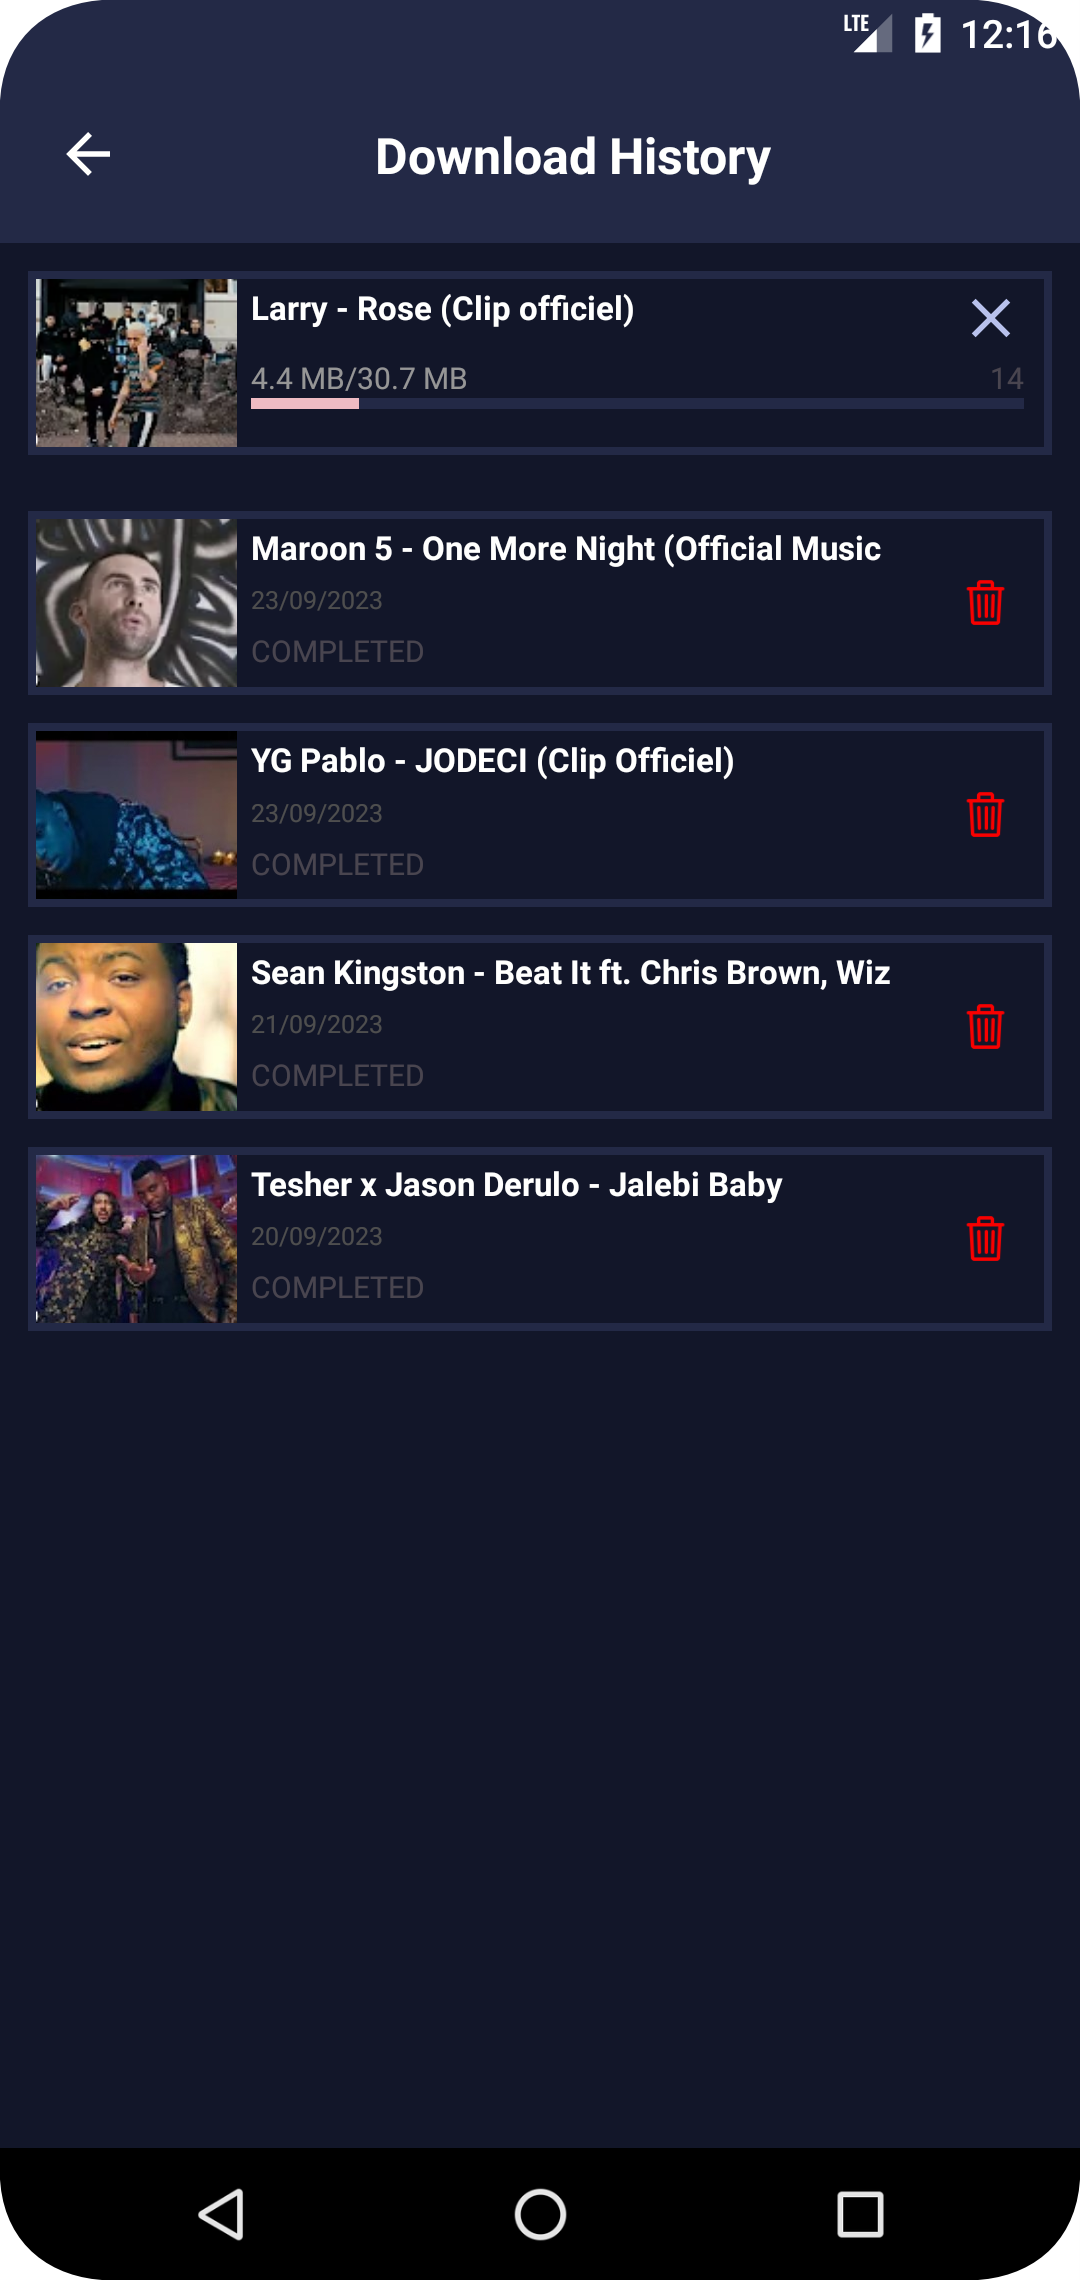 LTE 12:16
Download History
Larry - Rose (Clip officiel)
4.4 MB/30.7 MB 14
Maroon 5 - One More Night (Official Music
23/09/2023
COMPLETED
YG Pablo - JODECI (Clip Officiel)
23/09/2023
COMPLETED
Sean Kingston - Beat It ft. Chris Brown, Wiz
21/09/2023
COMPLETED
Tesher x Jason Derulo - Jalebi Baby
20/09/2023
COMPLETED